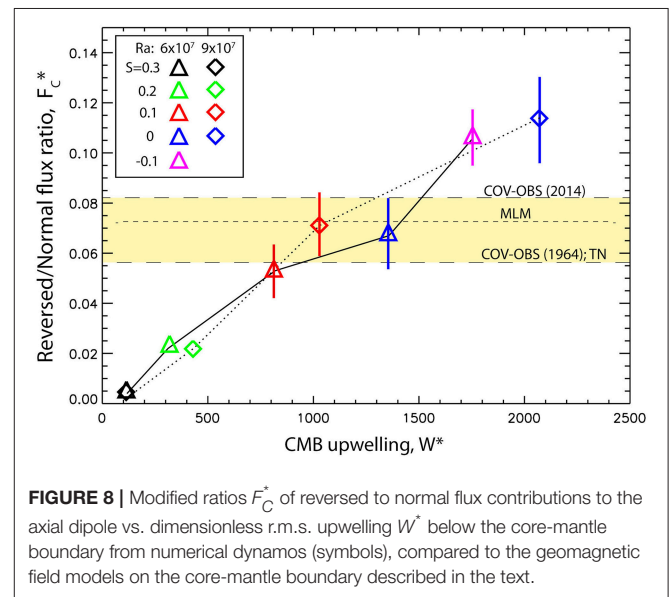 Ra: 6x10⁷ 9x10⁷
S=0.3
0.2
0.1
0
-0.1
0.14
0.12
0.10
0.08
0.06
0.04
0.02
0.00
Reversed/Normal flux ratio, F_C*
COV-OBS (2014)
MLM
COV-OBS (1964); TN
0 500 1000 1500 2000 2500
CMB upwelling, W*
FIGURE 8 | Modified ratios F*_C of reversed to normal flux contributions to the
axial dipole vs. dimensionless r.m.s. upwelling W* below the core-mantle
boundary from numerical dynamos (symbols), compared to the geomagnetic
field models on the core-mantle boundary described in the text.